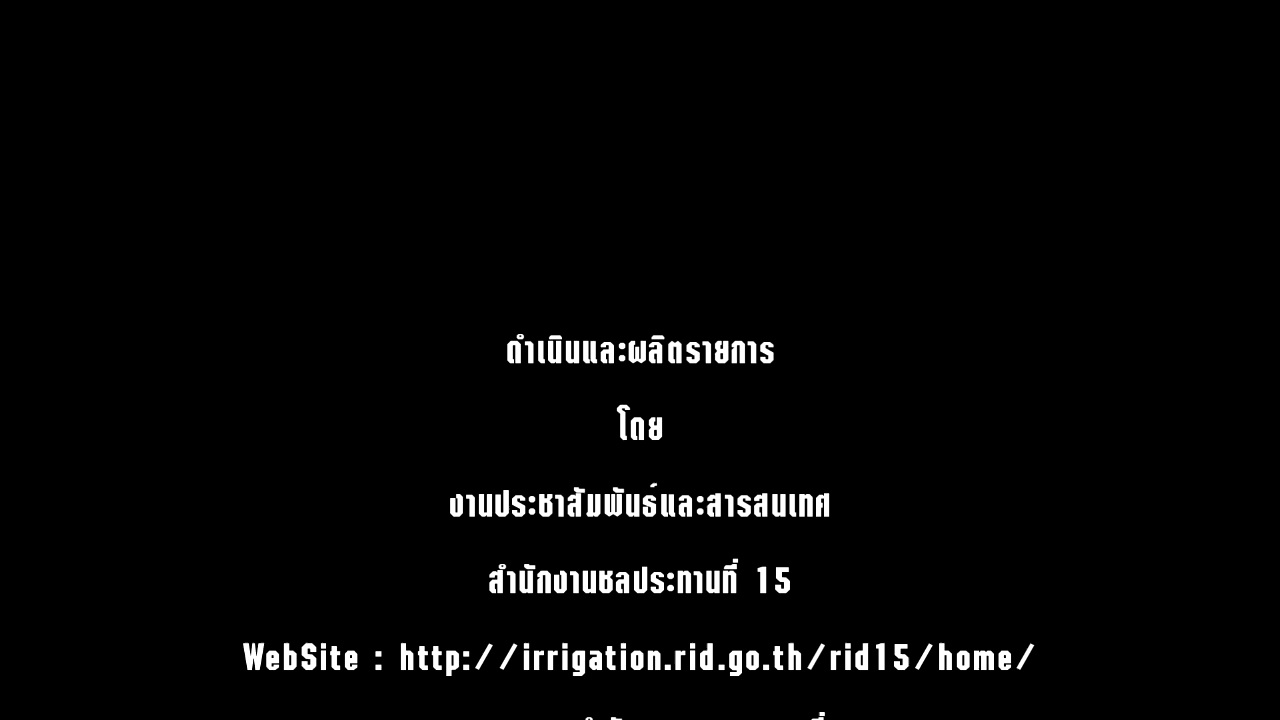 ดำเนินและผลิตรายการ
โดย
งานประชาสัมพันธ์และสารสนเทศ
สำนักงานชลประทานที่ 15
WebSite : http://irrigation.rid.go.th/rid15/home/